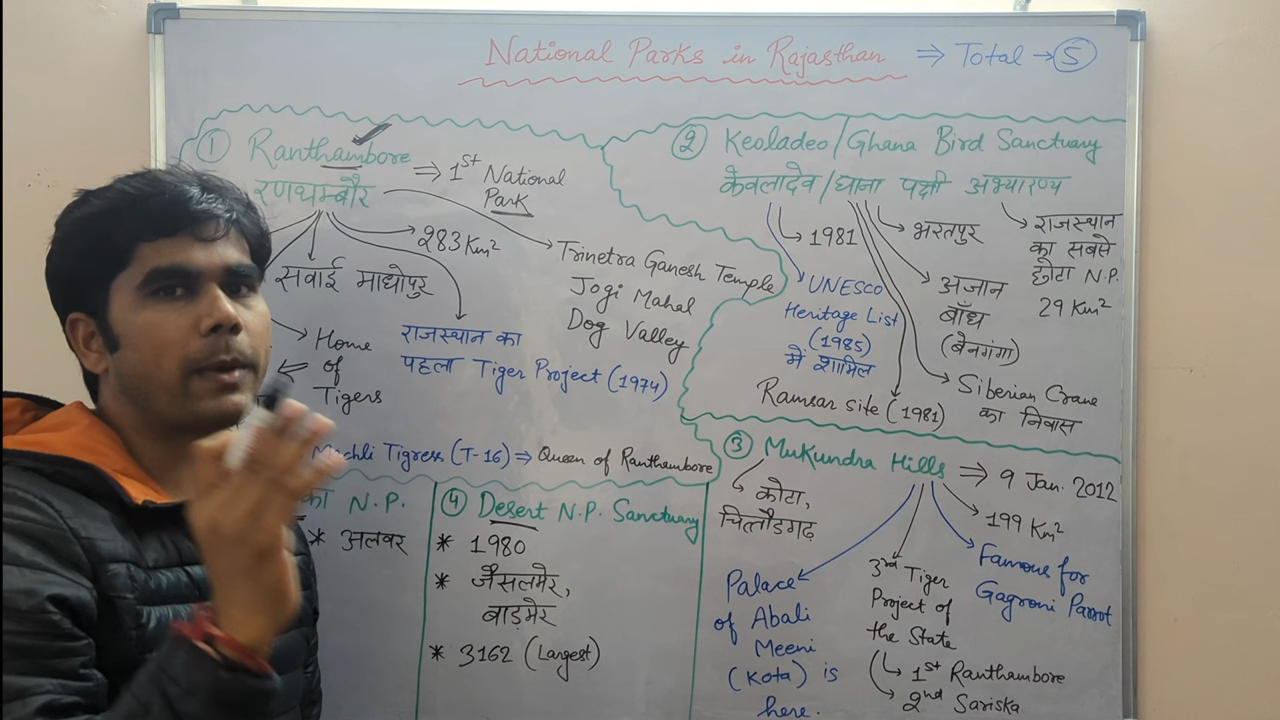 National Parks in Rajasthan ⇒ Total → 5
① Ranthambore ⇒ 1st National Park
रणथम्बौर
283 Km²
सवाई माधोपुर
Trinetra Ganesh Temple
Jogi Mahal
Dog Valley
Home
of
Tigers
राजस्थान का
पहला Tiger Project (1974)
Machli Tigress (T-16) ⇒ Queen of Ranthambore
② Keoladeo/Ghana Bird Sanctuary
केवलादेव/घाना पक्षी अभ्यारण्य
1981
UNESCO
Heritage List
(1985)
में शामिल
Ramsar site (1981)
भरतपुर
अजान
बाँध
(बेनगंगा)
Siberian Crane
का निवास
राजस्थान
का सबसे
छोटा N.P.
29 Km²
③ Mukundra Hills ⇒ 9 Jan. 2012
कोटा,
चित्तौडगढ़
199 Km²
Famous for
Gagroni Parrot
3rd Tiger
Project of
the State
1st Ranthambore
2nd Sariska
Palace
of Abali
Meeni
(Kota) is
here.
④ Desert N.P. Sanctuary
* 1980
* जैसलमेर,
बाड़मेर
* 3162 (Largest)
का N.P.
* अलवर